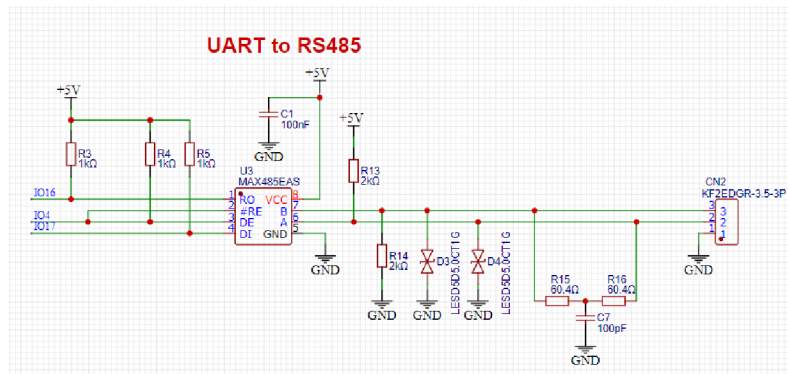 UART to RS485
+5V
+5V
C1
100nF
GND
+5V
R3
1kΩ
R4
1kΩ
R5
1kΩ
U3
MAX485EAS
R13
2kΩ
CN2
KF2EDGR-3.5-3P
IO16
IO4
IO17
1 RO VCC 8
2 #RE B 7
3 DE A 6
4 DI GND 5
3 3
2 2
1 1
GND
R14
2kΩ
D3
LESD5D5.0CT1G
D4
LESD5D5.0CT1G
GND
GND
GND
GND
R15
60.4Ω
R16
60.4Ω
C7
100pF
GND